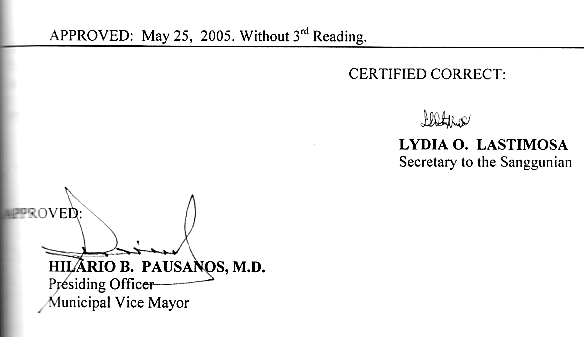 APPROVED: May 25, 2005. Without 3rd Reading.
CERTIFIED CORRECT:
LYDIA O. LASTIMOSA
Secretary to the Sanggunian
APPROVED:
HILARIO B. PAUSANOS, M.D.
Presiding Officer
Municipal Vice Mayor